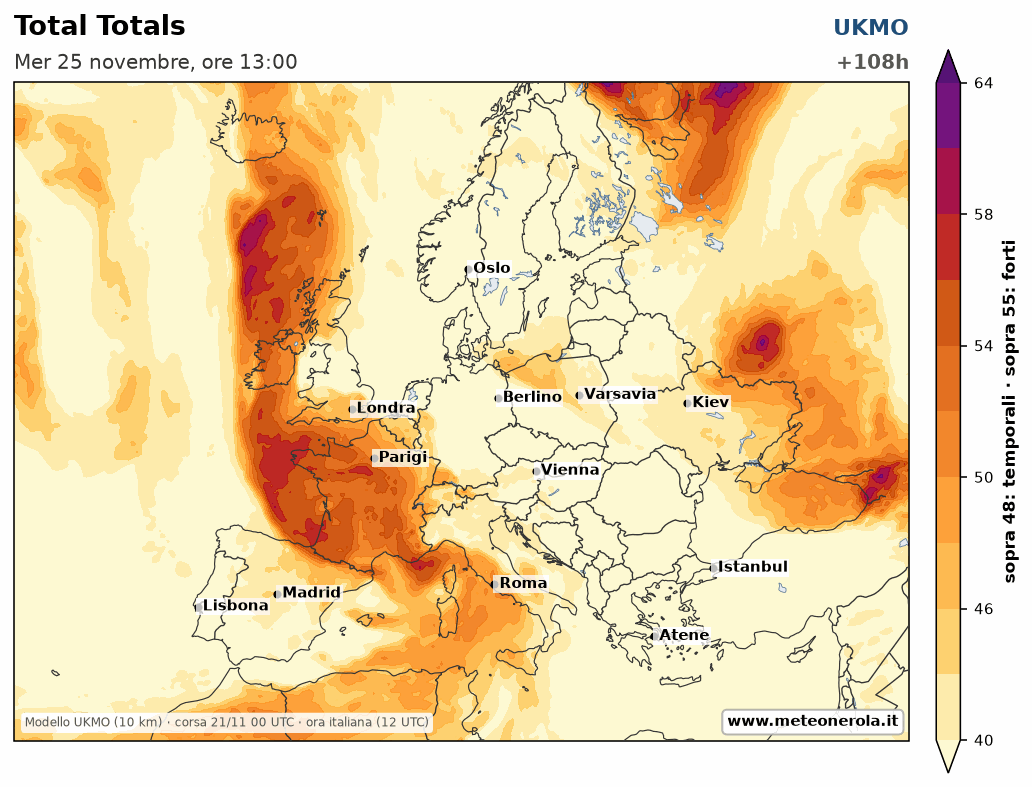 Total Totals
UKMO
Mer 25 novembre, ore 13:00
+108h
64
58
54
50
46
40
sopra 48: temporali · sopra 55: forti
Oslo
Londra
Berlino
Varsavia
Kiev
Parigi
Vienna
Istanbul
Roma
Madrid
Lisbona
Atene
Modello UKMO (10 km) · corsa 21/11 00 UTC · ora italiana (12 UTC)
www.meteonerola.it